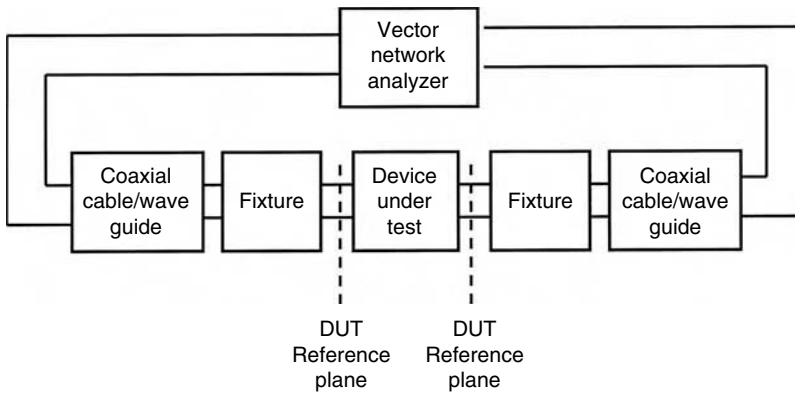 Vector
network
analyzer
Coaxial
cable/wave
guide
Fixture
Device
under
test
Fixture
Coaxial
cable/wave
guide
DUT
Reference
plane
DUT
Reference
plane